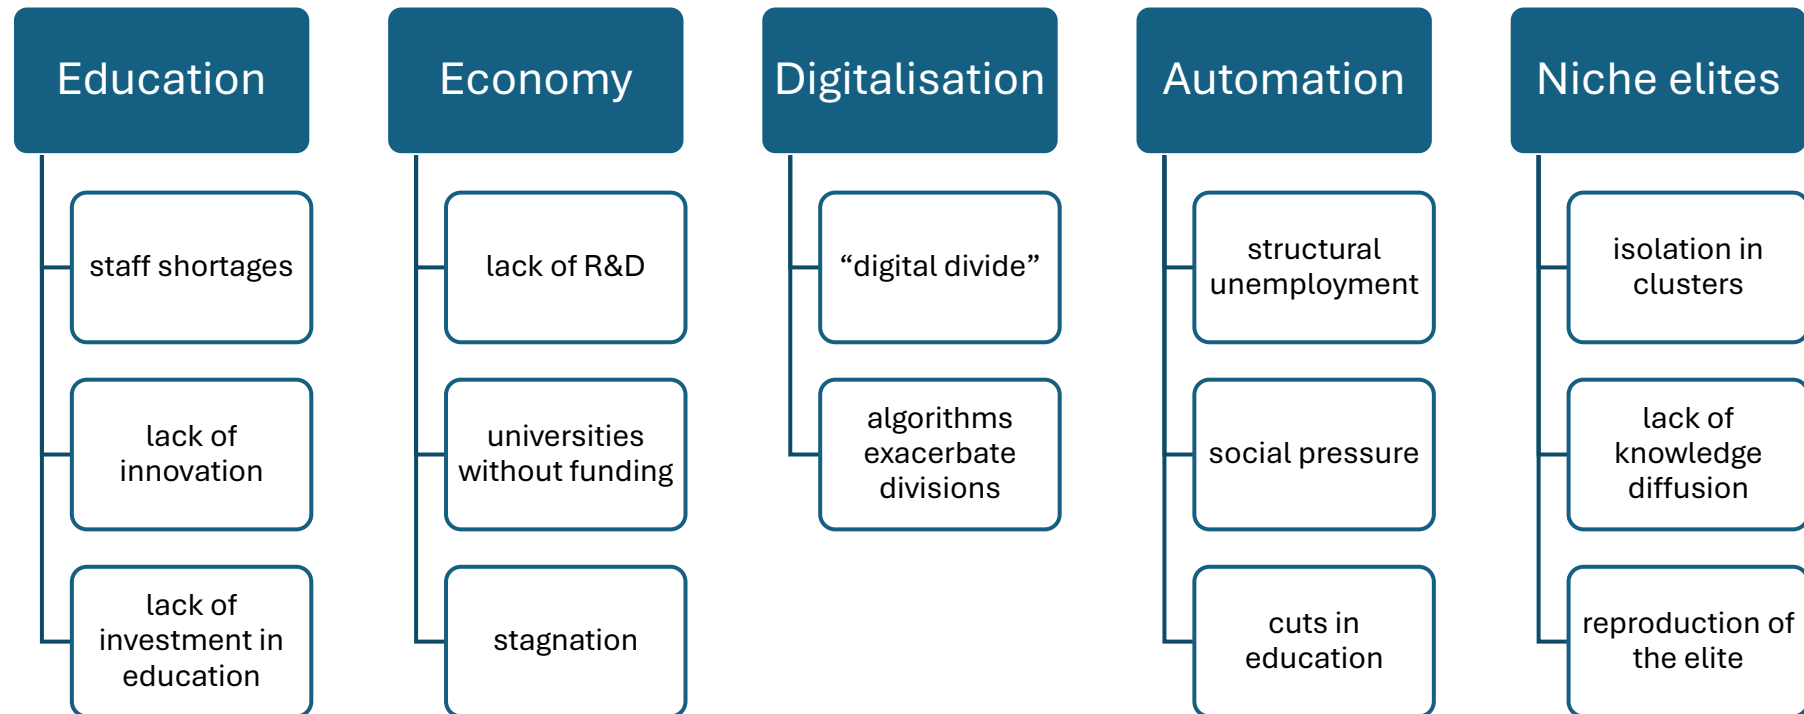 Education
staff shortages
lack of
innovation
lack of
investment in
education
Economy
lack of R&D
universities
without funding
stagnation
Digitalisation
“digital divide”
algorithms
exacerbate
divisions
Automation
structural
unemployment
social pressure
cuts in
education
Niche elites
isolation in
clusters
lack of
knowledge
diffusion
reproduction of
the elite